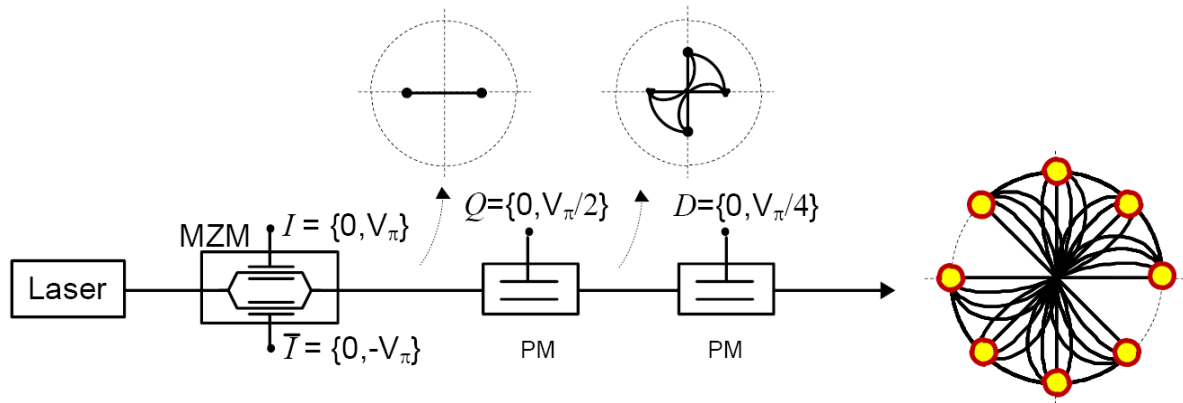 Q={0,Vπ/2}
D={0,Vπ/4}
MZM
I = {0,Vπ}
Laser
Ī = {0,-Vπ}
PM
PM